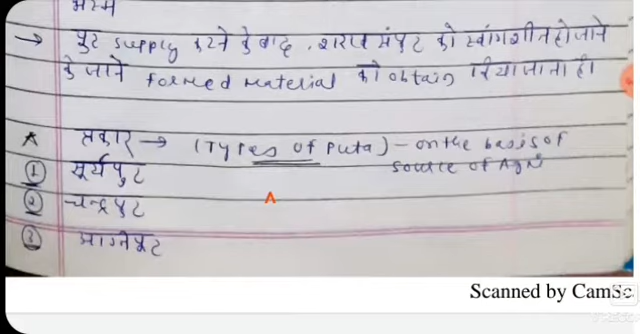 भस्म
→ पुट supply करने के बाद, शराव संपुट को स्वांगशीत हो जाने
के जाने formed material को obtain किया जाता है।
* प्रकार → (Types of Puta) - on the basis of
source of Agni
① सूर्यपुट
② चन्द्रपुट
③ आग्नेपुट
Scanned by CamSc